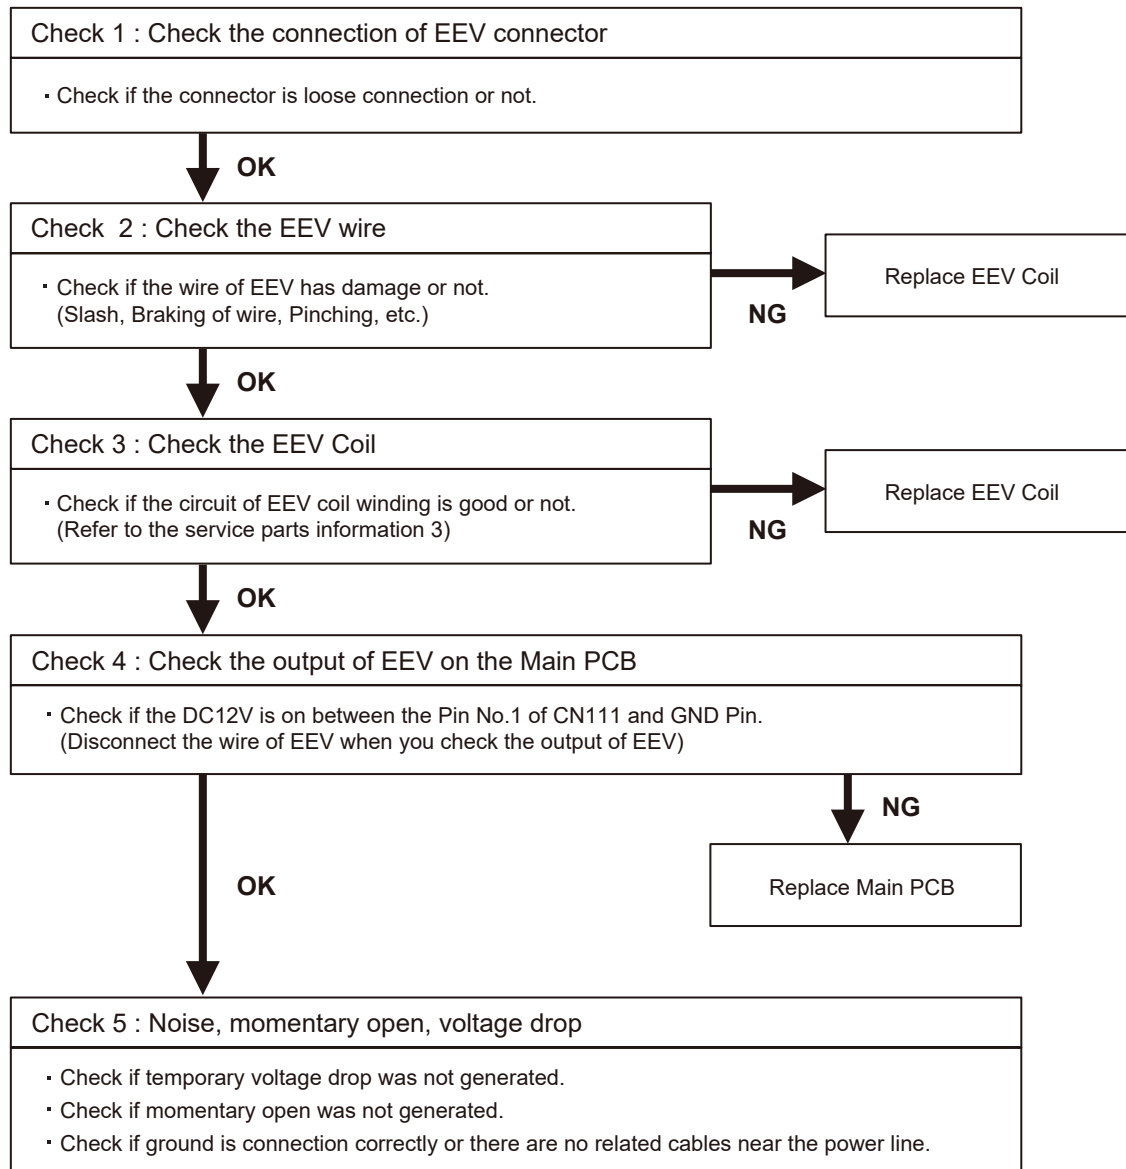 Check 1 : Check the connection of EEV connector
・Check if the connector is loose connection or not.
OK
Check 2 : Check the EEV wire
・Check if the wire of EEV has damage or not.
(Slash, Braking of wire, Pinching, etc.)
NG
Replace EEV Coil
OK
Check 3 : Check the EEV Coil
・Check if the circuit of EEV coil winding is good or not.
(Refer to the service parts information 3)
NG
Replace EEV Coil
OK
Check 4 : Check the output of EEV on the Main PCB
・Check if the DC12V is on between the Pin No.1 of CN111 and GND Pin.
(Disconnect the wire of EEV when you check the output of EEV)
NG
Replace Main PCB
OK
Check 5 : Noise, momentary open, voltage drop
・Check if temporary voltage drop was not generated.
・Check if momentary open was not generated.
・Check if ground is connection correctly or there are no related cables near the power line.